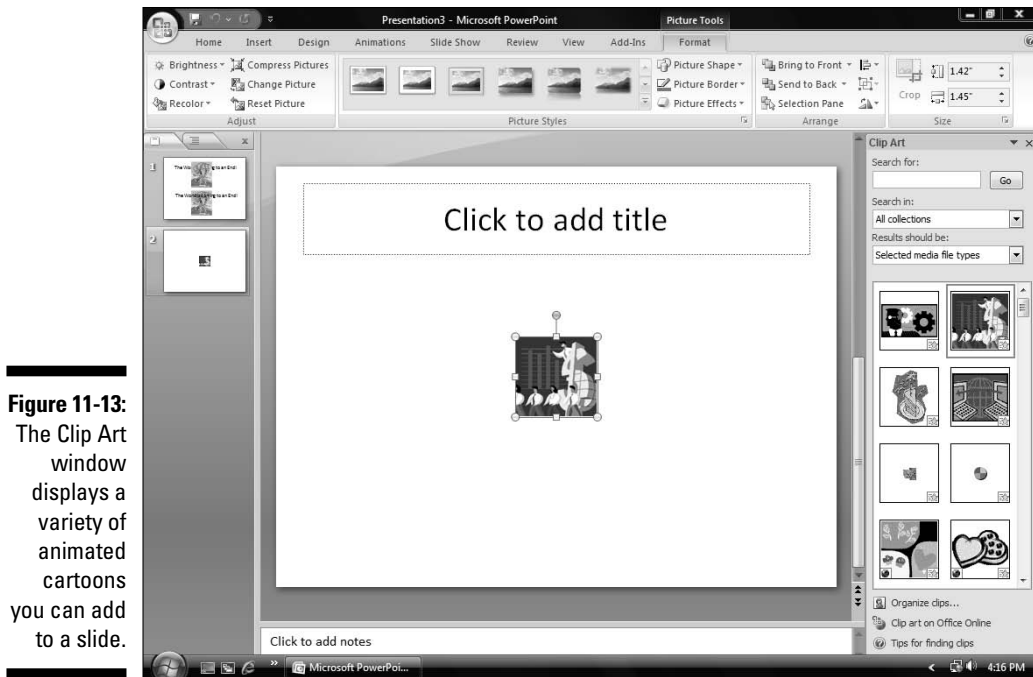 Presentation3 - Microsoft PowerPoint
Picture Tools
Home Insert Design Animations Slide Show Review View Add-Ins Format
Brightness
Contrast
Recolor
Compress Pictures
Change Picture
Reset Picture
Adjust
Picture Styles
Picture Shape
Picture Border
Picture Effects
Bring to Front
Send to Back
Selection Pane
Arrange
Crop
1.42"
1.45"
Size
1
2
Click to add title
Click to add notes
Clip Art
Search for:
Go
Search in:
All collections
Results should be:
Selected media file types
Organize clips...
Clip art on Office Online
Tips for finding clips
Microsoft PowerPoi...
4:16 PM
Figure 11-13:
The Clip Art
window
displays a
variety of
animated
cartoons
you can add
to a slide.